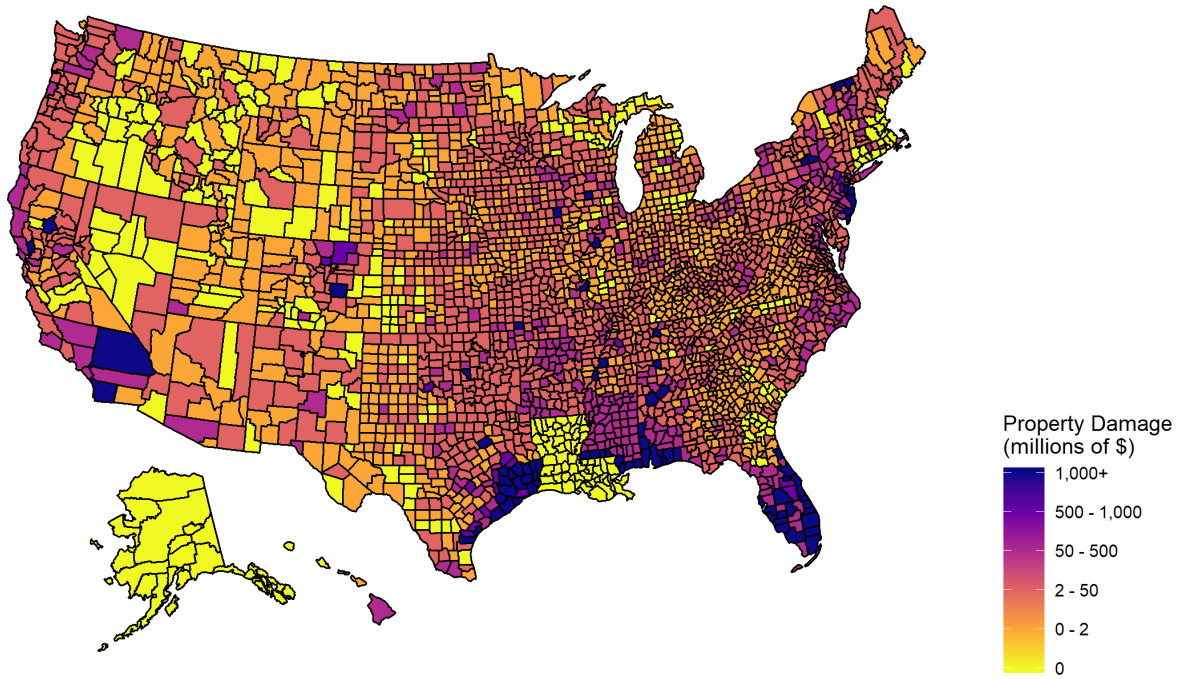 Property Damage
(millions of $)
1,000+
500 - 1,000
50 - 500
2 - 50
0 - 2
0